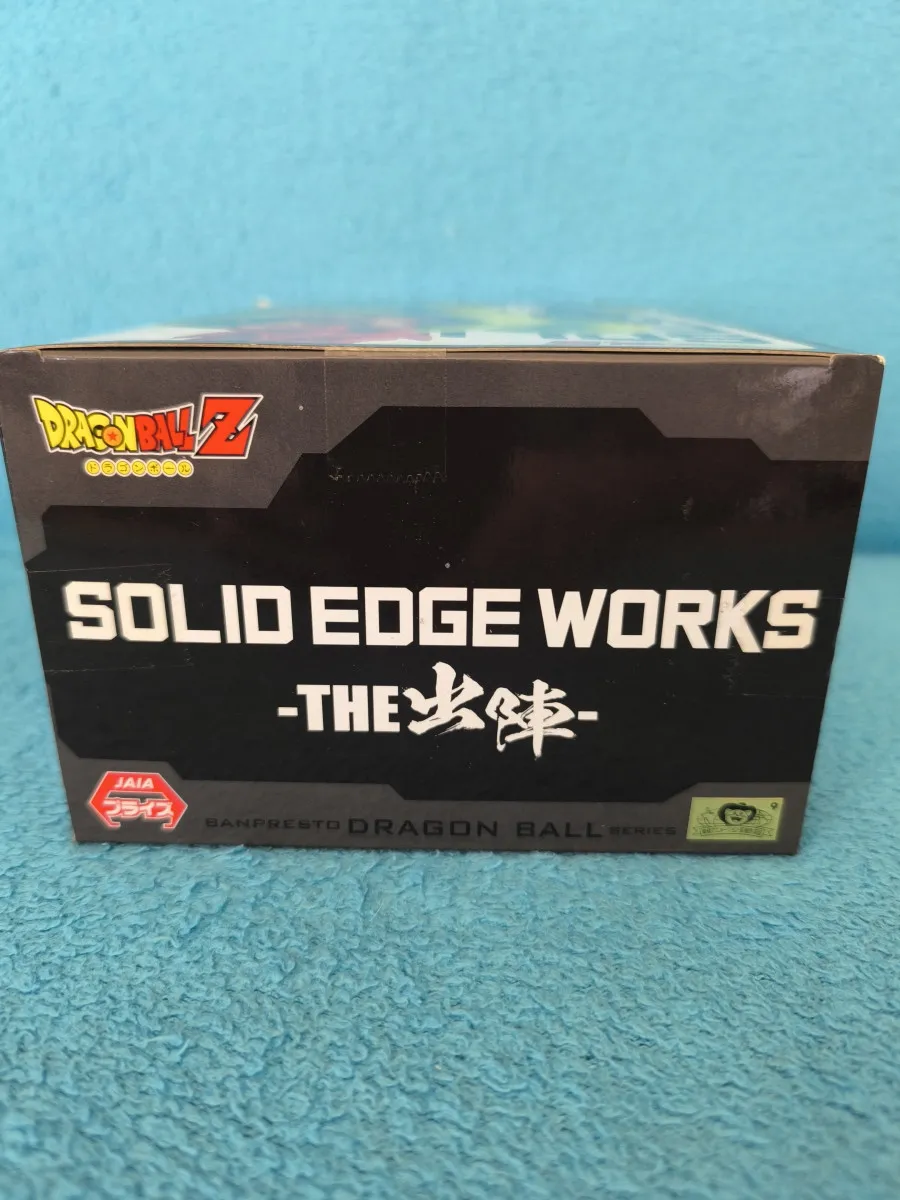 DRAGON BALL Z
ドラゴンボール
SOLID EDGE WORKS
-THE出陣-
JAIA
プライズ
BANPRESTO DRAGON BALL SERIES